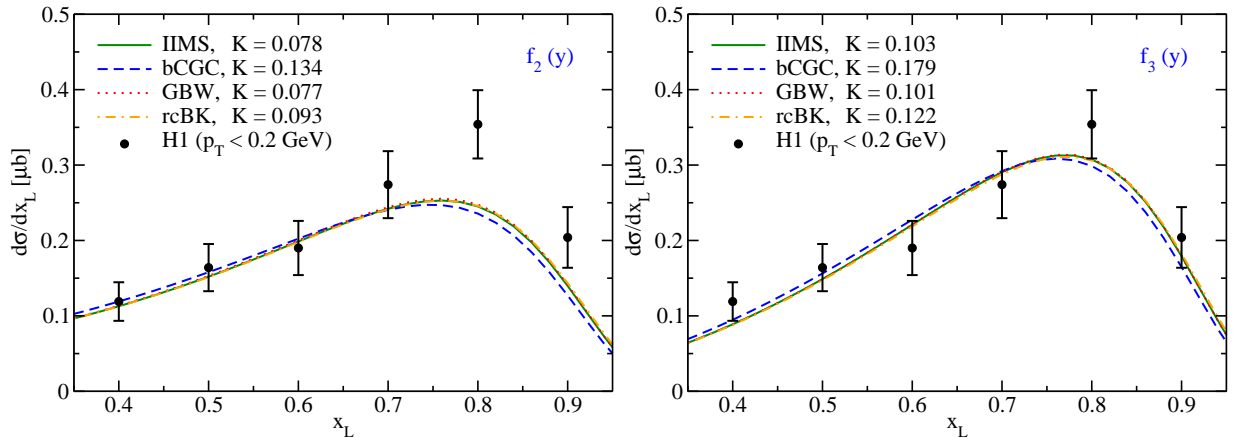 0.5
0.4
0.3
0.2
0.1
0
dσ/dx_L [μb]
IIMS, K = 0.078
bCGC, K = 0.134
GBW, K = 0.077
rcBK, K = 0.093
H1 (p_T < 0.2 GeV)
f_2 (y)
0.4 0.5 0.6 0.7 0.8 0.9
x_L
0.5
0.4
0.3
0.2
0.1
0
dσ/dx_L [μb]
IIMS, K = 0.103
bCGC, K = 0.179
GBW, K = 0.101
rcBK, K = 0.122
H1 (p_T < 0.2 GeV)
f_3 (y)
0.4 0.5 0.6 0.7 0.8 0.9
x_L